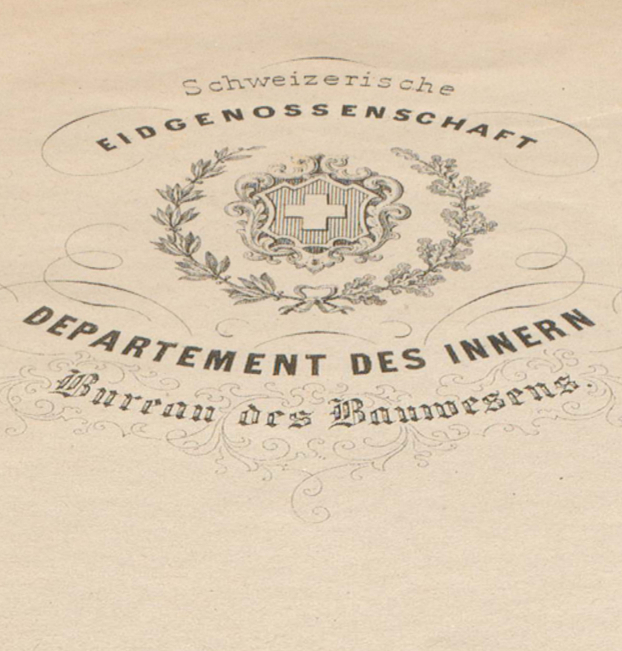 Schweizerische
EIDGENOSSENSCHAFT
DEPARTEMENT DES INNERN
Bureau des Bauwesens.